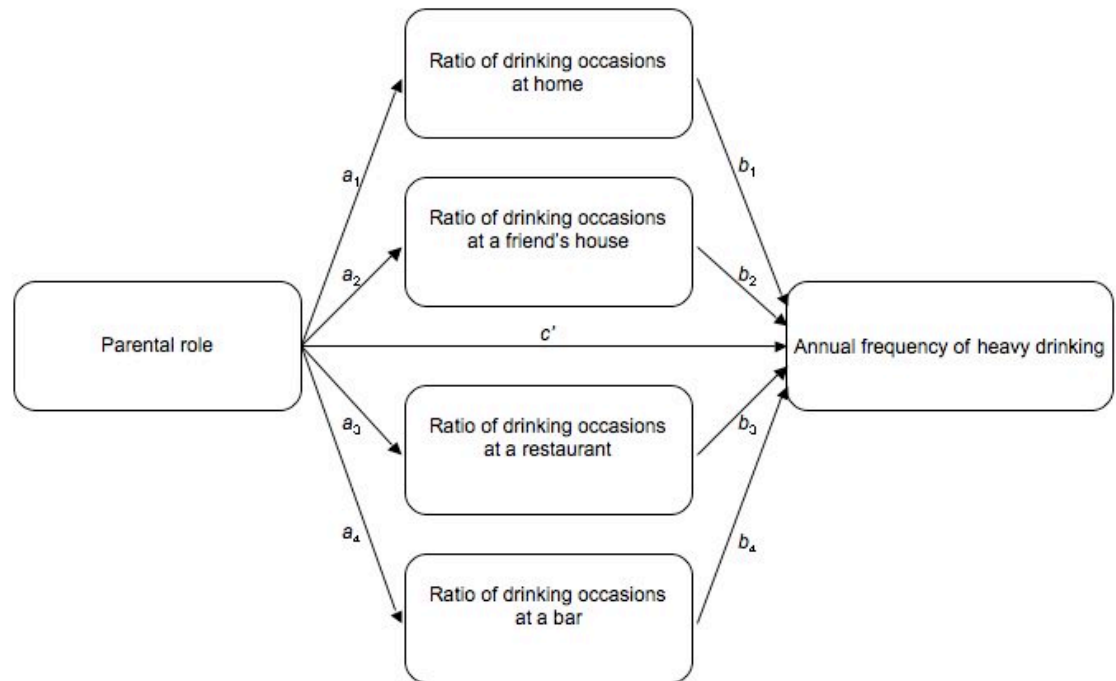 Ratio of drinking occasions
at home
a₁
b₁
Ratio of drinking occasions
at a friend's house
a₂
b₂
Parental role
c'
Annual frequency of heavy drinking
Ratio of drinking occasions
at a restaurant
a₃
b₃
Ratio of drinking occasions
at a bar
a₄
b₄